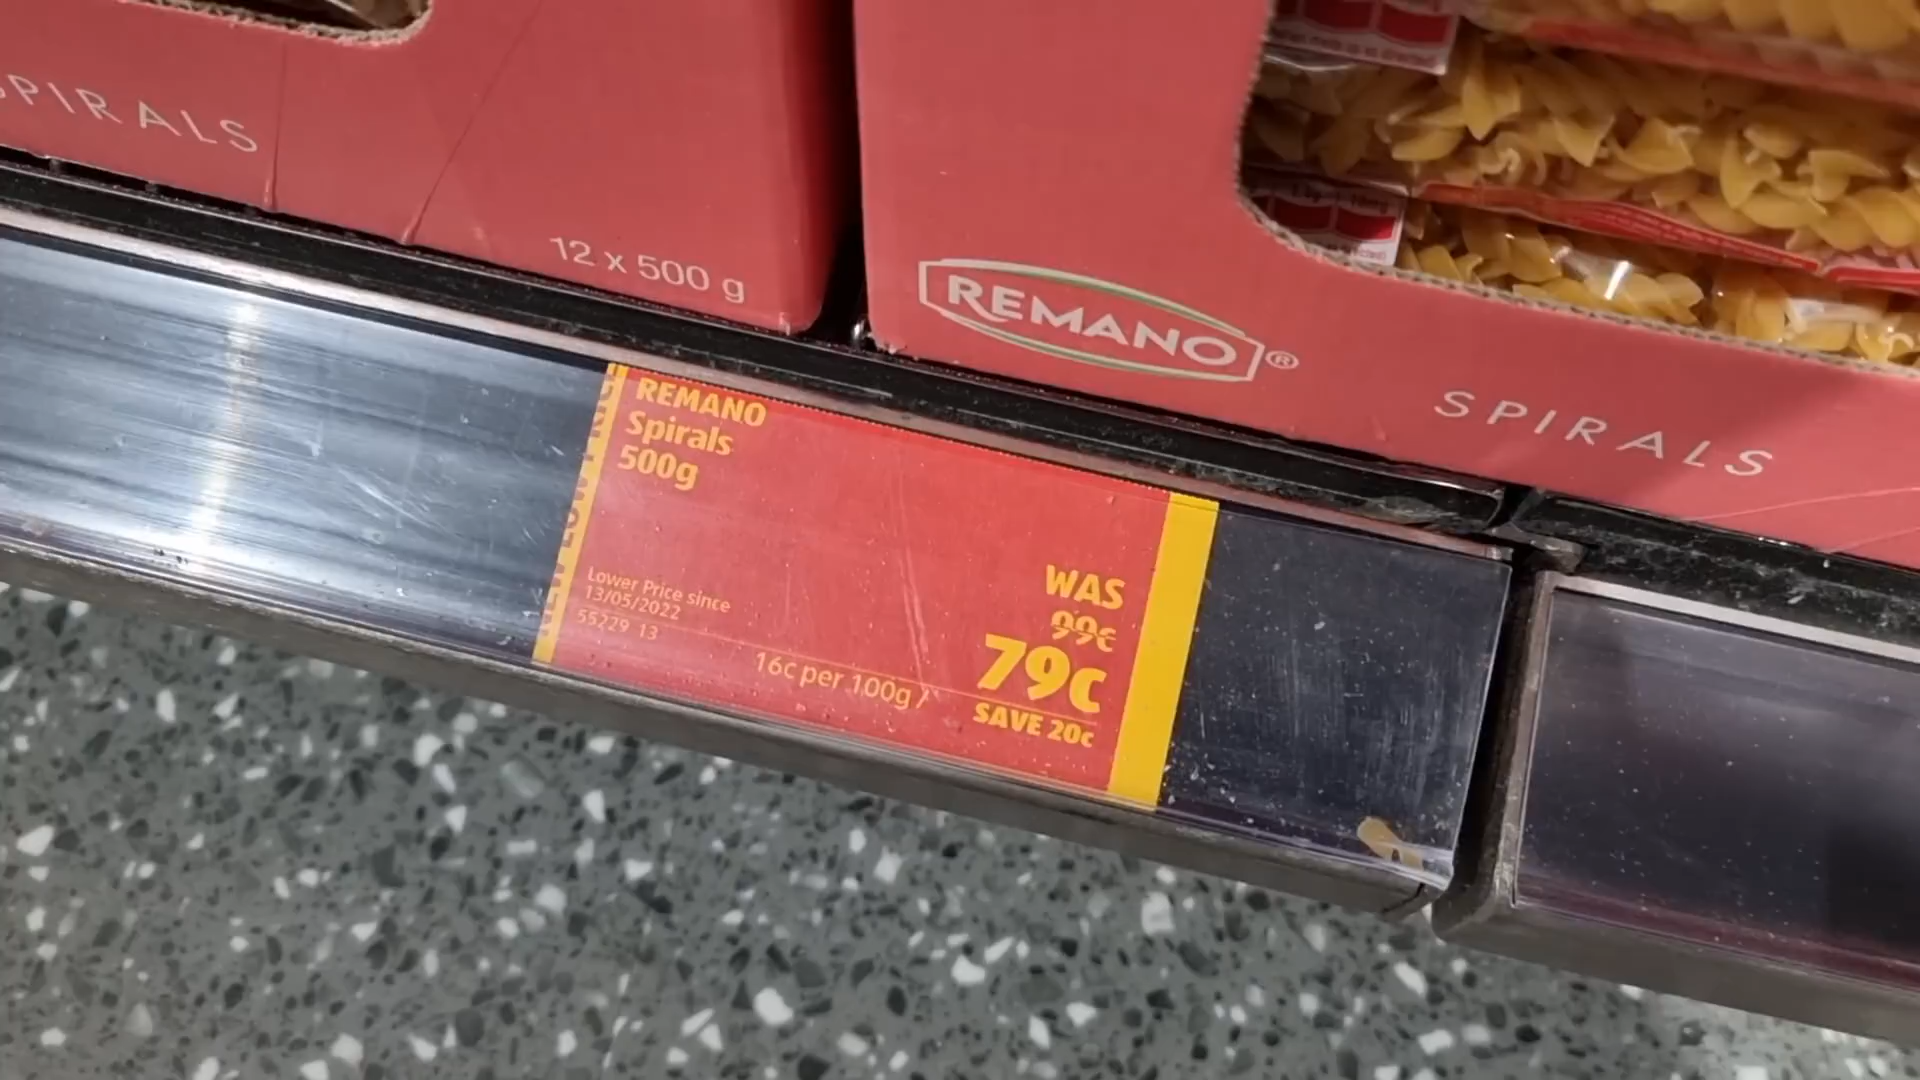 SPIRALS
12 x 500 g
REMANO®
SPIRALS
REMANO
Spirals
500g
Lower Price since
13/05/2022
55229 13
16c per 100g /
WAS
99c
79c
SAVE 20c